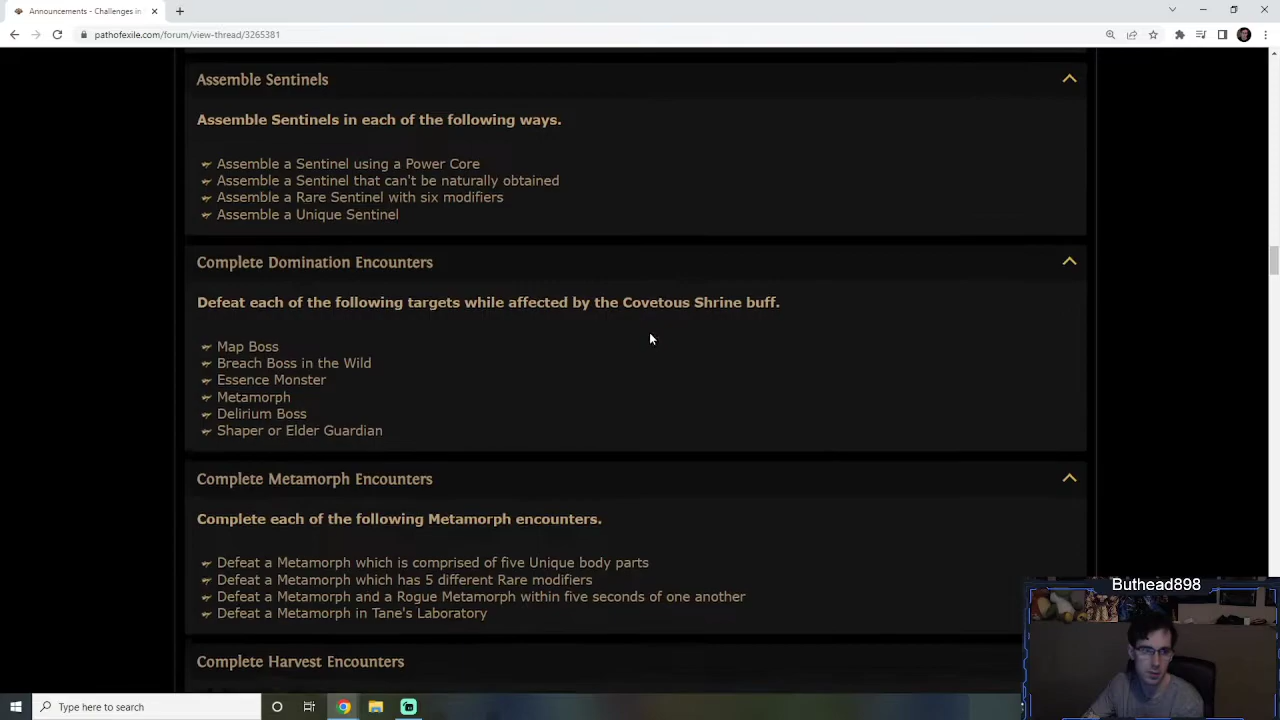 Announcements - Challenges in
pathofexile.com/forum/view-thread/3265381
Assemble Sentinels
Assemble Sentinels in each of the following ways.
Assemble a Sentinel using a Power Core
Assemble a Sentinel that can't be naturally obtained
Assemble a Rare Sentinel with six modifiers
Assemble a Unique Sentinel
Complete Domination Encounters
Defeat each of the following targets while affected by the Covetous Shrine buff.
Map Boss
Breach Boss in the Wild
Essence Monster
Metamorph
Delirium Boss
Shaper or Elder Guardian
Complete Metamorph Encounters
Complete each of the following Metamorph encounters.
Defeat a Metamorph which is comprised of five Unique body parts
Defeat a Metamorph which has 5 different Rare modifiers
Defeat a Metamorph and a Rogue Metamorph within five seconds of one another
Defeat a Metamorph in Tane's Laboratory
Complete Harvest Encounters
Buthead898
Type here to search